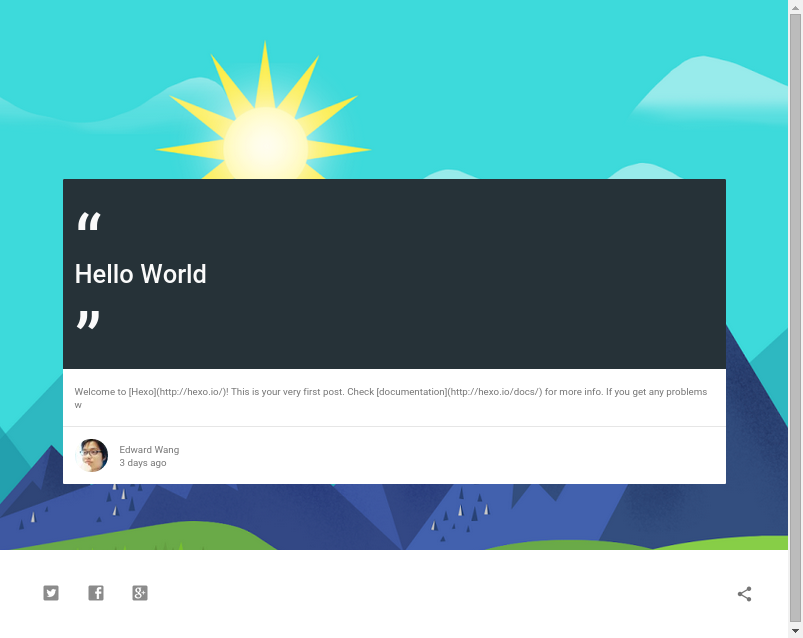 “
Hello World
”
Welcome to [Hexo](http://hexo.io/)! This is your very first post. Check [documentation](http://hexo.io/docs/) for more info. If you get any problems
w
Edward Wang
3 days ago